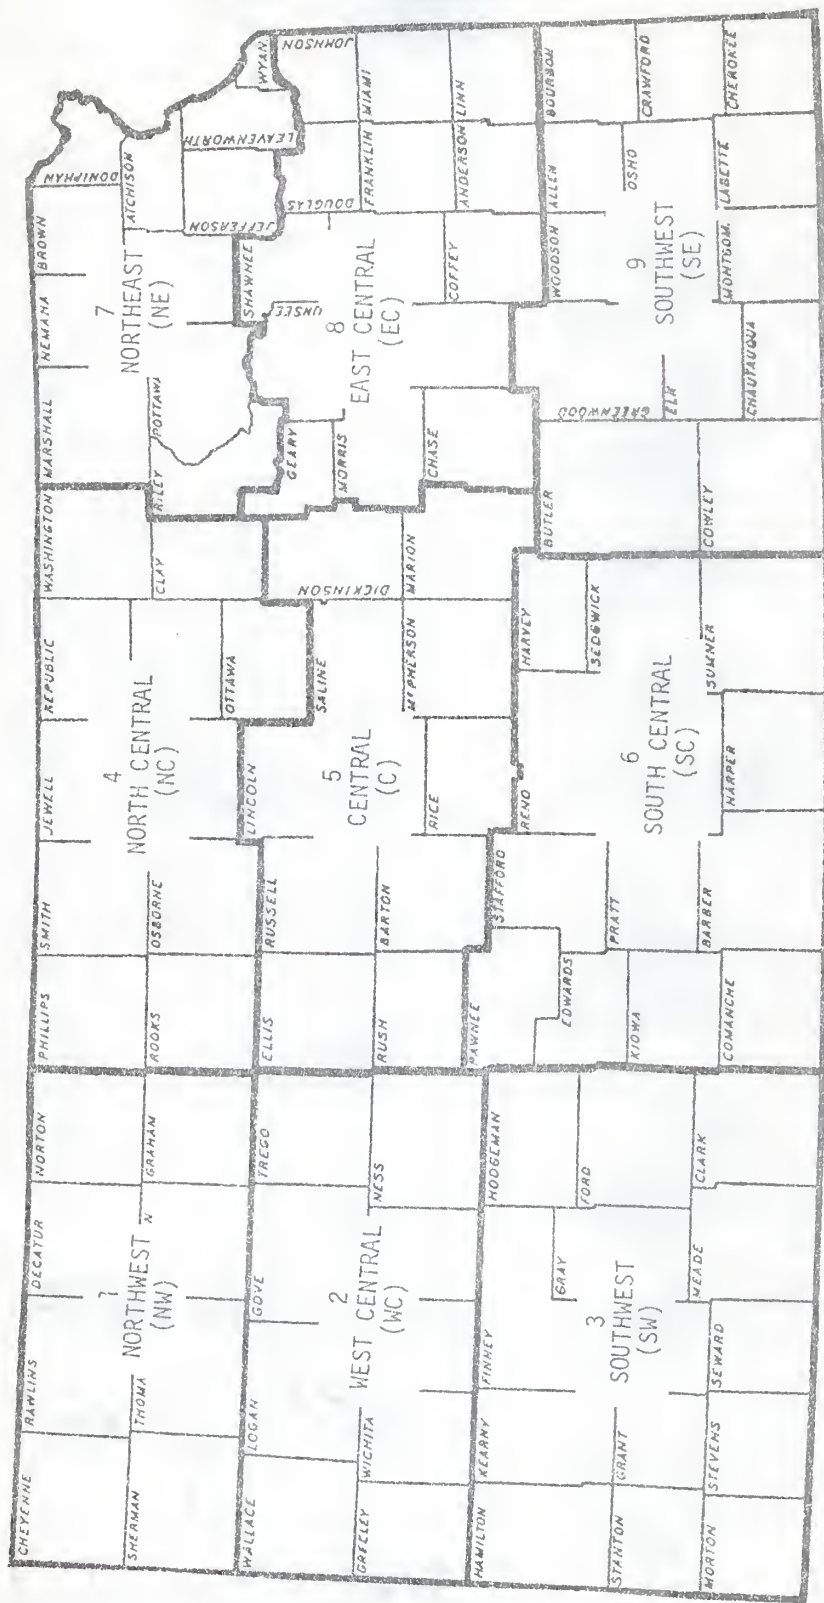 CHEYENNE
RAWLINS
DECATUR
NORTON
PHILLIPS
SMITH
JEWELL
REPUBLIC
WASHINGTON
MARSHALL
NEMAHA
BROWN
DONIPHAN
SHERMAN
THOMA
N
GRAHAM
ROOKS
OSBORNE
CLAY
RILEY
POTTAWA
ATCHISON
1
NORTHWEST
(NW)
4
NORTH CENTRAL
(NC)
7
NORTHEAST
(NE)
JEFFERSON
LEAVENWORTH
WYAN.
WALLACE
LOGAN
GOVE
TREGO
ELLIS
RUSSELL
LINCOLN
OTTAWA
SALINE
DICKINSON
GEARY
MORRIS
UNSEE
SHAWNEE
DOUGLAS
JOHNSON
GREELEY
WICHITA
2
WEST CENTRAL
(WC)
NESS
RUSH
BARTON
5
CENTRAL
(C)
RICE
McPHERSON
MARION
CHASE
8
EAST CENTRAL
(EC)
COFFEY
FRANKLIN
MIAMI
ANDERSON
LINN
HAMILTON
KEARNY
FINNEY
HODGEMAN
PAWNEE
STAFFORD
RENO
HARVEY
BUTLER
GREENWOOD
WOODSON
ALLEN
BOURBON
GRAY
FORD
EDWARDS
PRATT
SEDGWICK
ELK
OSHO
CRAWFORD
STANTON
GRANT
3
SOUTHWEST
(SW)
KIOWA
6
SOUTH CENTRAL
(SC)
9
SOUTHWEST
(SE)
MORTON
STEVENS
SEWARD
MEADE
CLARK
COMANCHE
BARBER
HARPER
SUMNER
COWLEY
CHAUTAUQUA
MONTGOM.
LABETTE
CHEROKEE